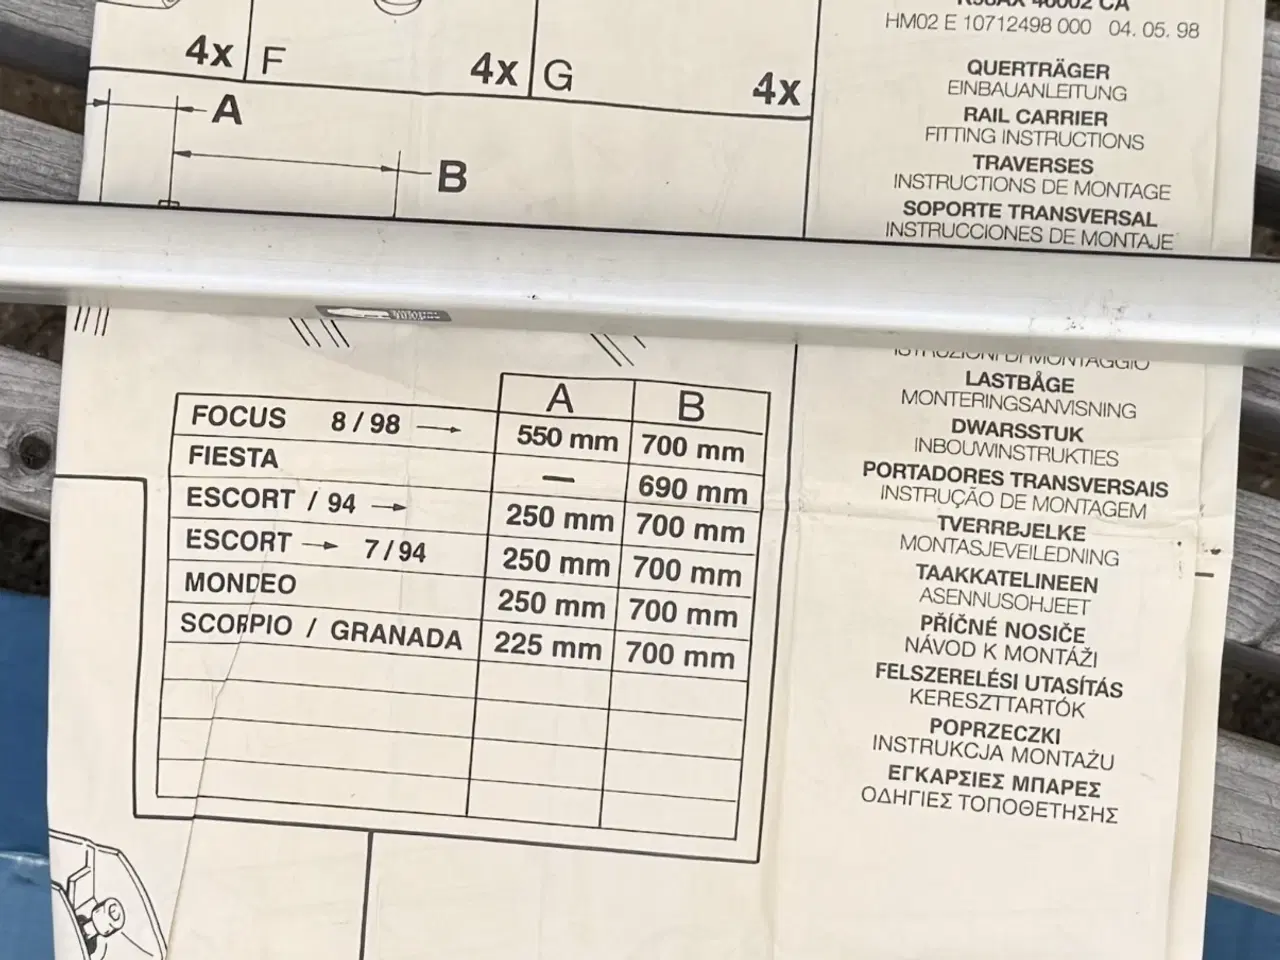 HM02 E 10712498 000 04. 05. 98
4x F 4x G 4x
A
B
QUERTRÄGER
EINBAUANLEITUNG
RAIL CARRIER
FITTING INSTRUCTIONS
TRAVERSES
INSTRUCTIONS DE MONTAGE
SOPORTE TRANSVERSAL
INSTRUCCIONES DE MONTAJE
ISTRUZIONI DI MONTAGGIO
LASTBÅGE
MONTERINGSANVISNING
DWARSSTUK
INBOUWINSTRUKTIES
PORTADORES TRANSVERSAIS
INSTRUÇÃO DE MONTAGEM
TVERRBJELKE
MONTASJEVEILEDNING
TAAKKATELINEEN
ASENNUSOHJEET
PŘÍČNÉ NOSIČE
NÁVOD K MONTÁŽI
FELSZERELÉSI UTASÍTÁS
KERESZTTARTÓK
POPRZECZKI
INSTRUKCJA MONTAŻU
ΕΓΚΑΡΣΙΕΣ ΜΠΑΡΕΣ
ΟΔΗΓΙΕΣ ΤΟΠΟΘΕΤΗΣΗΣ
A B
FOCUS 8/98 → 550 mm 700 mm
FIESTA — 690 mm
ESCORT / 94 → 250 mm 700 mm
ESCORT → 7/94 250 mm 700 mm
MONDEO 250 mm 700 mm
SCORPIO / GRANADA 225 mm 700 mm